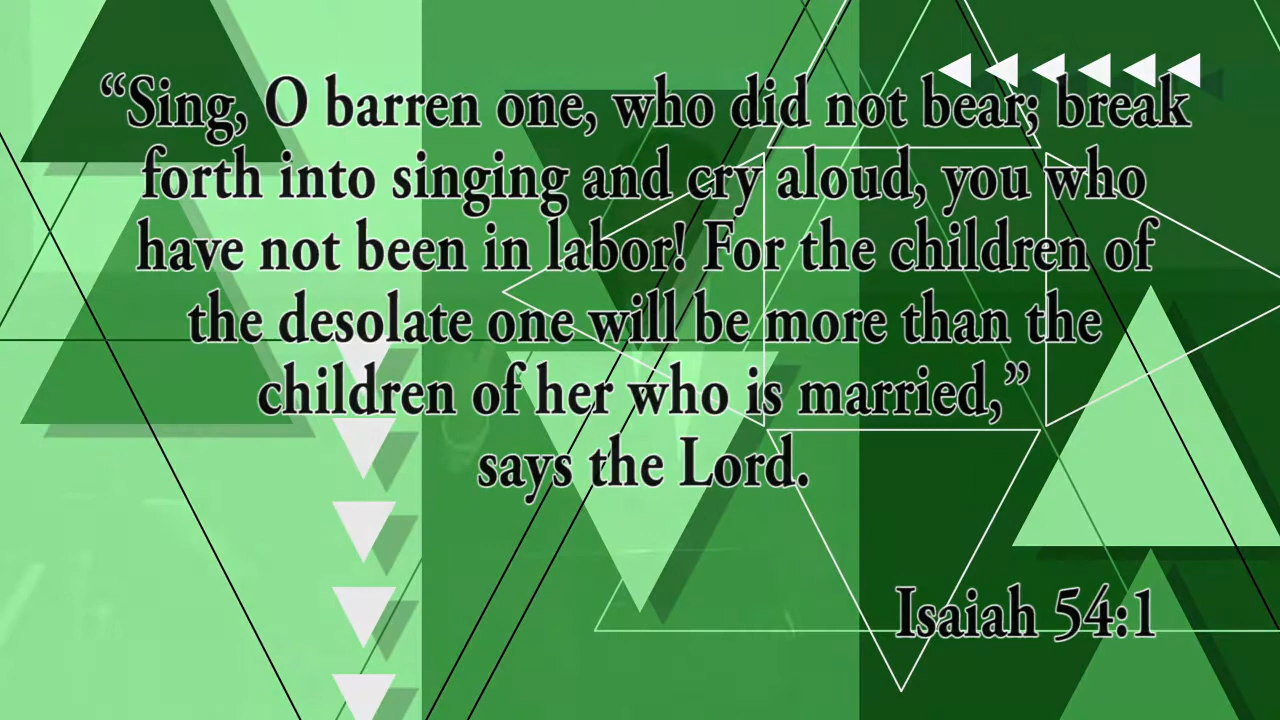 “Sing, O barren one, who did not bear; break
forth into singing and cry aloud, you who
have not been in labor! For the children of
the desolate one will be more than the
children of her who is married,”
says the Lord.
Isaiah 54:1